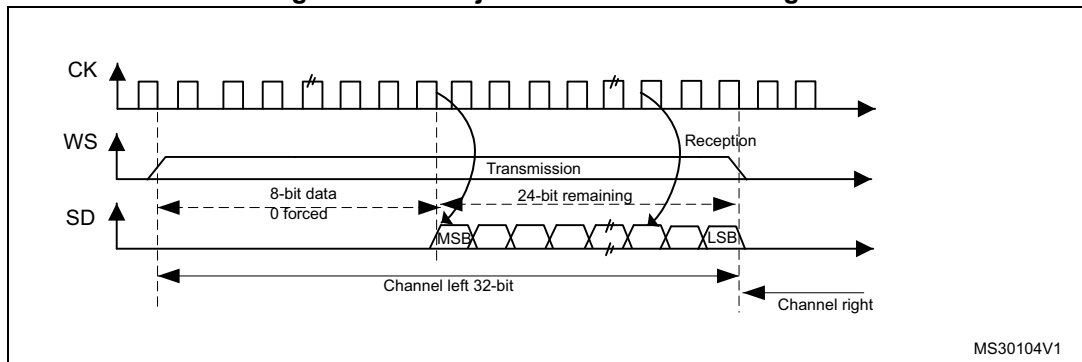 CK
Reception
WS
Transmission
8-bit data
24-bit remaining
0 forced
SD
MSB
LSB
Channel left 32-bit
Channel right
MS30104V1